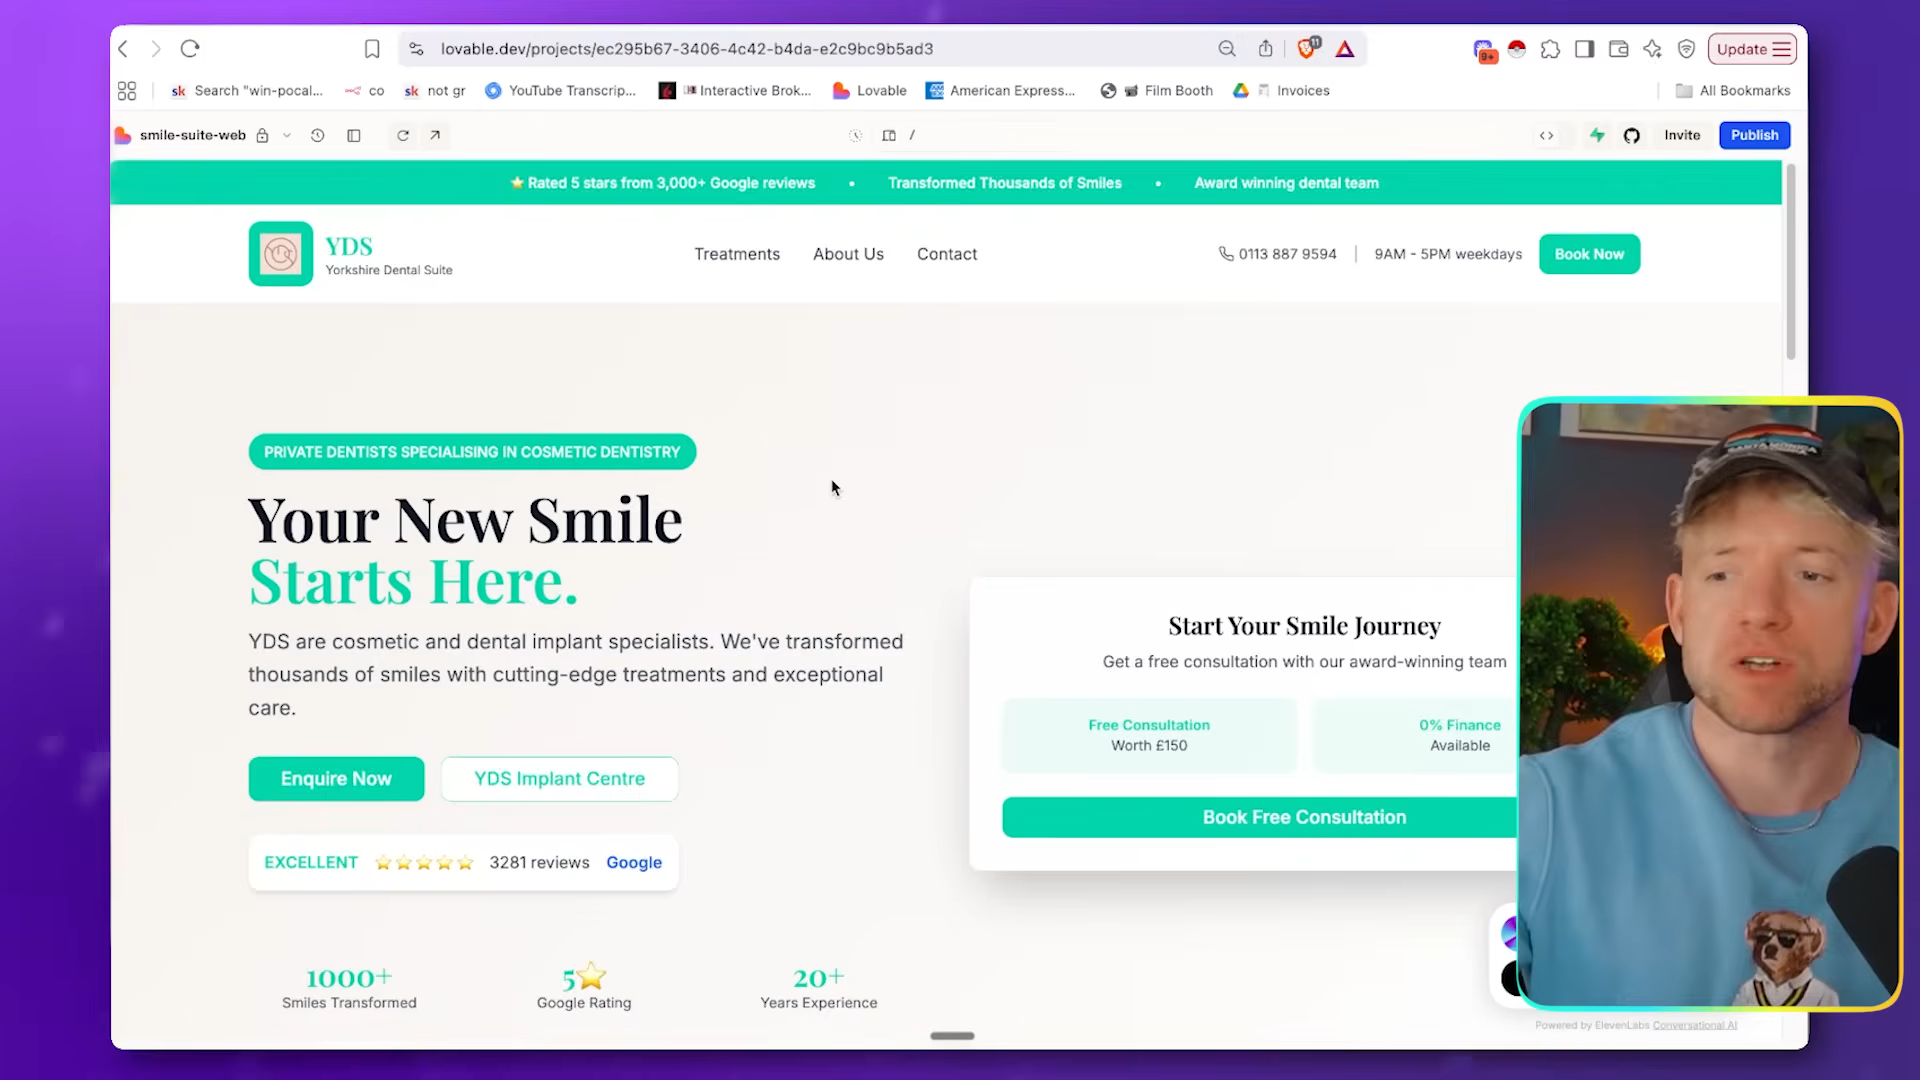 lovable.dev/projects/ec295b67-3406-4c42-b4da-e2c9bc9b5ad3
11
9+
Update
sk Search "win-pocal...
co
sk not gr
YouTube Transcrip...
Interactive Brok...
Lovable
American Express...
Film Booth
Invoices
All Bookmarks
smile-suite-web
/
Invite
Publish
Rated 5 stars from 3,000+ Google reviews • Transformed Thousands of Smiles • Award winning dental team
YDS
Yorkshire Dental Suite
Treatments
About Us
Contact
0113 887 9594 | 9AM - 5PM weekdays
Book Now
PRIVATE DENTISTS SPECIALISING IN COSMETIC DENTISTRY
Your New Smile
Starts Here.
YDS are cosmetic and dental implant specialists. We've transformed
thousands of smiles with cutting-edge treatments and exceptional
care.
Enquire Now
YDS Implant Centre
EXCELLENT
3281 reviews
Google
1000+
Smiles Transformed
5
Google Rating
20+
Years Experience
Start Your Smile Journey
Get a free consultation with our award-winning team
Free Consultation
Worth £150
0% Finance
Available
Book Free Consultation
SANTA MONICA
Powered by ElevenLabs Conversational AI